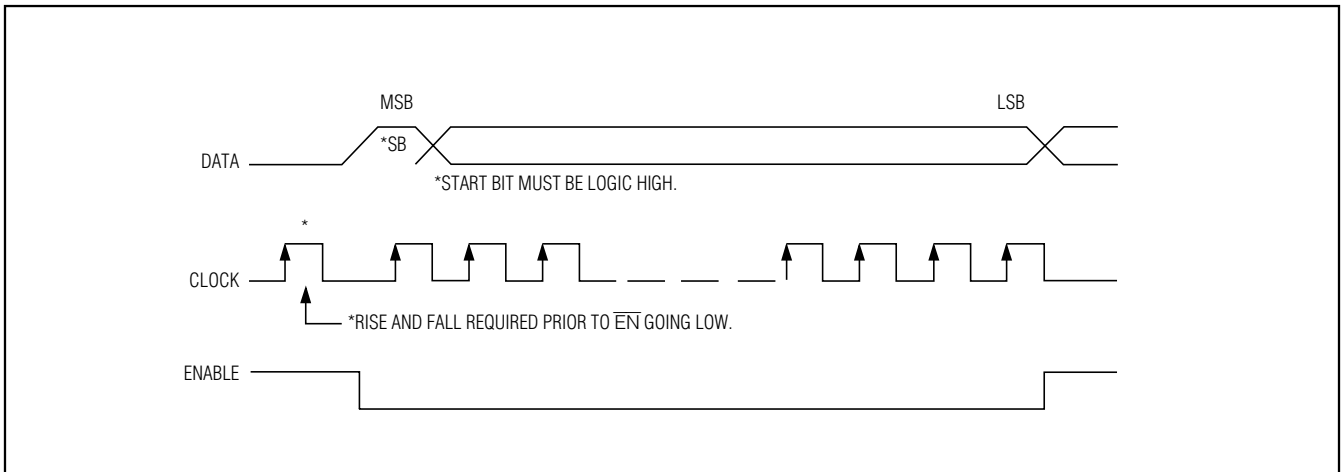 MSB
LSB
*SB
DATA
*START BIT MUST BE LOGIC HIGH.
*
CLOCK
*RISE AND FALL REQUIRED PRIOR TO E̅N̅ GOING LOW.
ENABLE